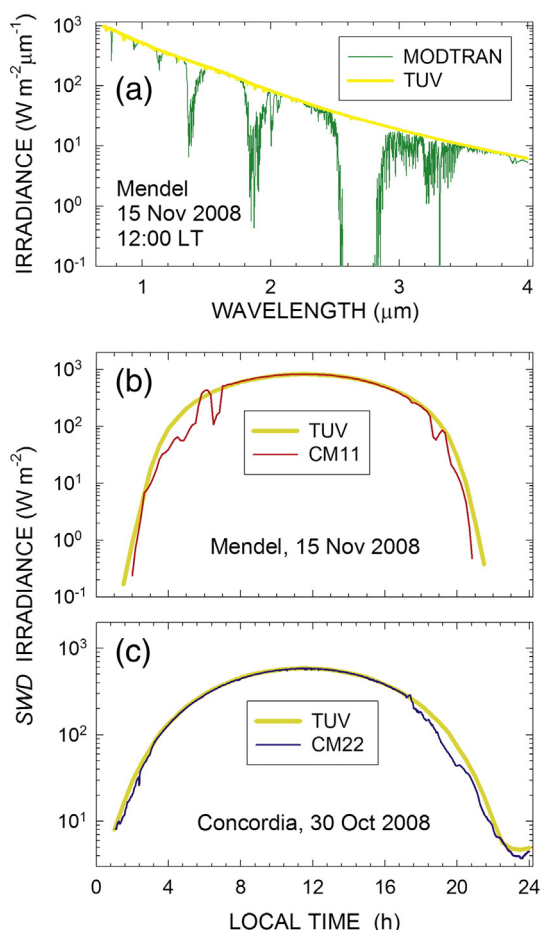 IRRADIANCE (W m⁻²μm⁻¹)
10³
10²
10¹
10⁰
10⁻¹
(a)
MODTRAN
TUV
Mendel
15 Nov 2008
12:00 LT
1 2 3 4
WAVELENGTH (μm)
SWD IRRADIANCE (W m⁻²)
10³
10²
10¹
10⁰
10⁻¹
(b)
TUV
CM11
Mendel, 15 Nov 2008
10³
10²
10¹
(c)
TUV
CM22
Concordia, 30 Oct 2008
0 4 8 12 16 20 24
LOCAL TIME (h)